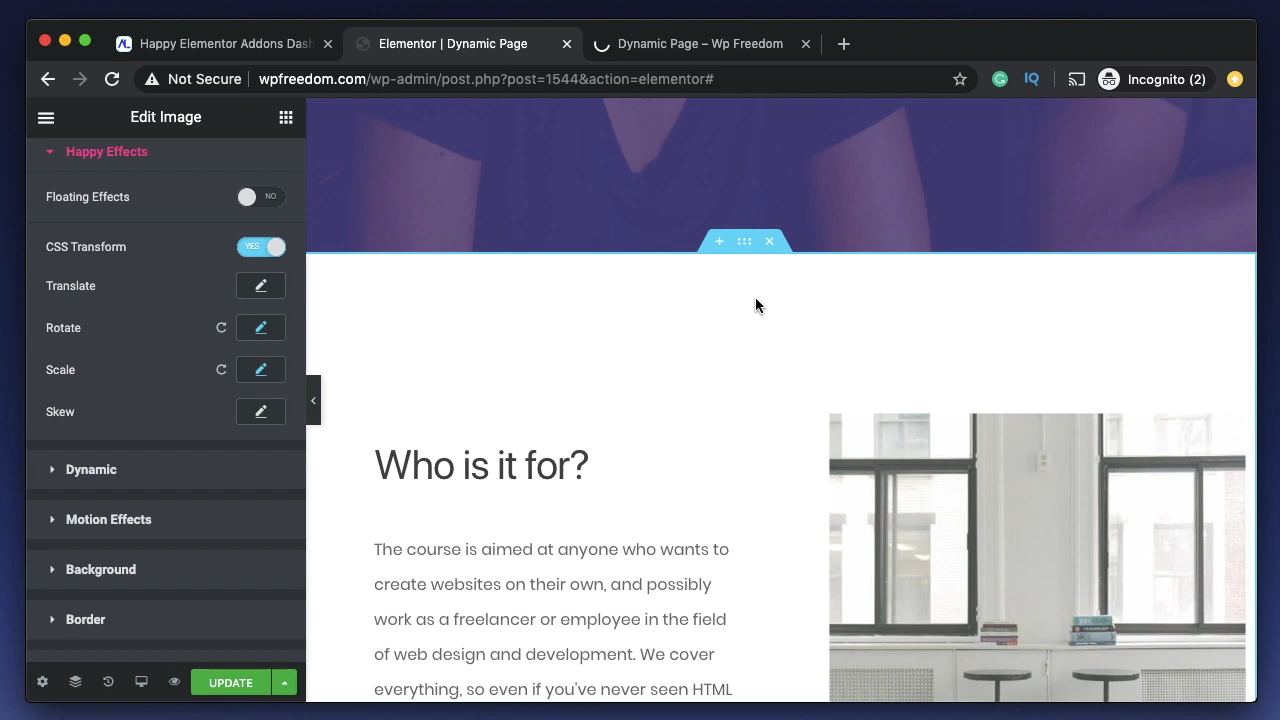 Happy Elementor Addons Dash
Elementor | Dynamic Page
Dynamic Page – Wp Freedom
Not Secure
wpfreedom.com/wp-admin/post.php?post=1544&action=elementor#
IQ
Incognito (2)
Edit Image
Happy Effects
Floating Effects
NO
CSS Transform
YES
Translate
Rotate
Scale
Skew
Dynamic
Motion Effects
Background
Border
UPDATE
Who is it for?
The course is aimed at anyone who wants to
create websites on their own, and possibly
work as a freelancer or employee in the field
of web design and development. We cover
everything, so even if you've never seen HTML